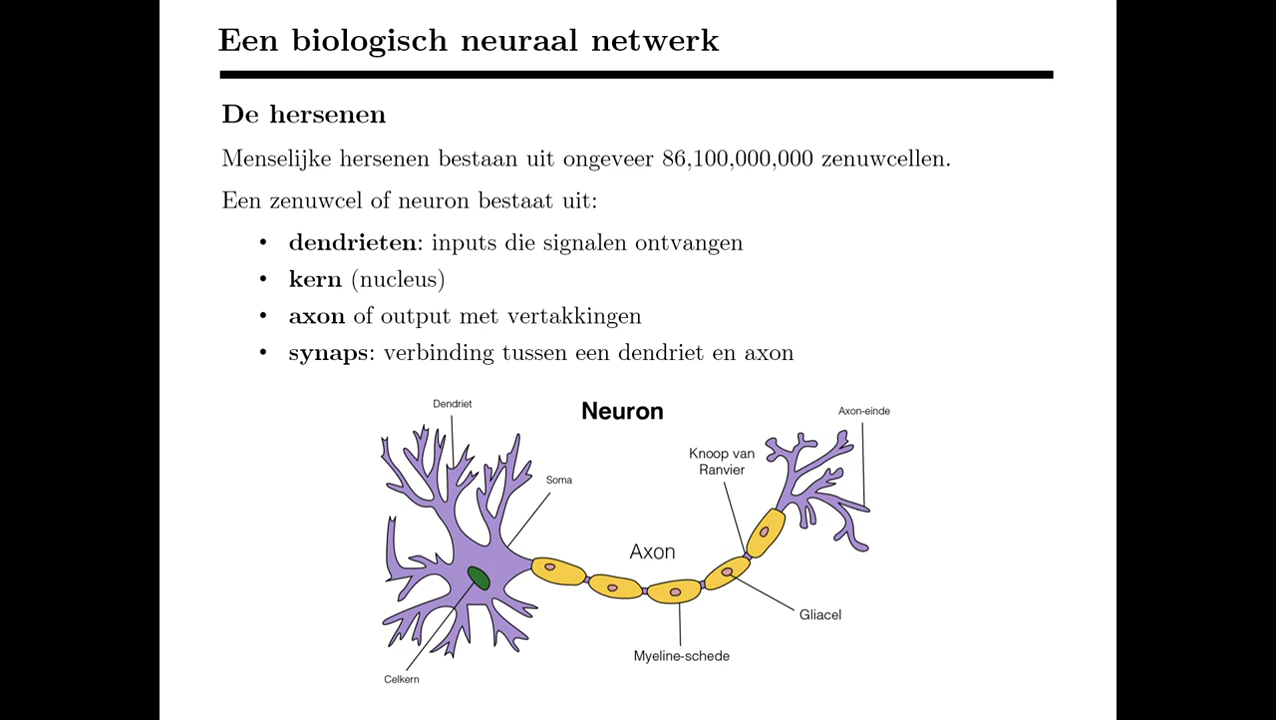 Een biologisch neuraal netwerk
De hersenen
Menselijke hersenen bestaan uit ongeveer 86,100,000,000 zenuwcellen.
Een zenuwcel of neuron bestaat uit:
• dendrieten: inputs die signalen ontvangen
• kern (nucleus)
• axon of output met vertakkingen
• synaps: verbinding tussen een dendriet en axon
Dendriet
Neuron
Axon-einde
Knoop van
Ranvier
Soma
Axon
Gliacel
Myeline-schede
Celkern